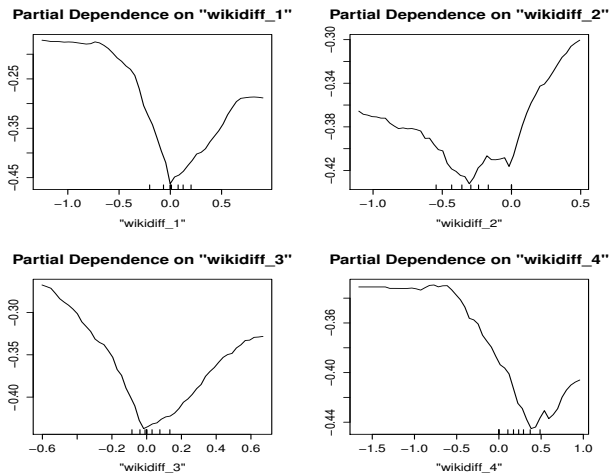 Partial Dependence on "wikidiff_1"
−0.25
−0.35
−0.45
−1.0 −0.5 0.0 0.5
"wikidiff_1"
Partial Dependence on "wikidiff_2"
−0.30
−0.34
−0.38
−0.42
−1.0 −0.5 0.0 0.5
"wikidiff_2"
Partial Dependence on "wikidiff_3"
−0.30
−0.35
−0.40
−0.6 −0.2 0.0 0.2 0.4 0.6
"wikidiff_3"
Partial Dependence on "wikidiff_4"
−0.36
−0.40
−0.44
−1.5 −1.0 −0.5 0.0 0.5 1.0
"wikidiff_4"